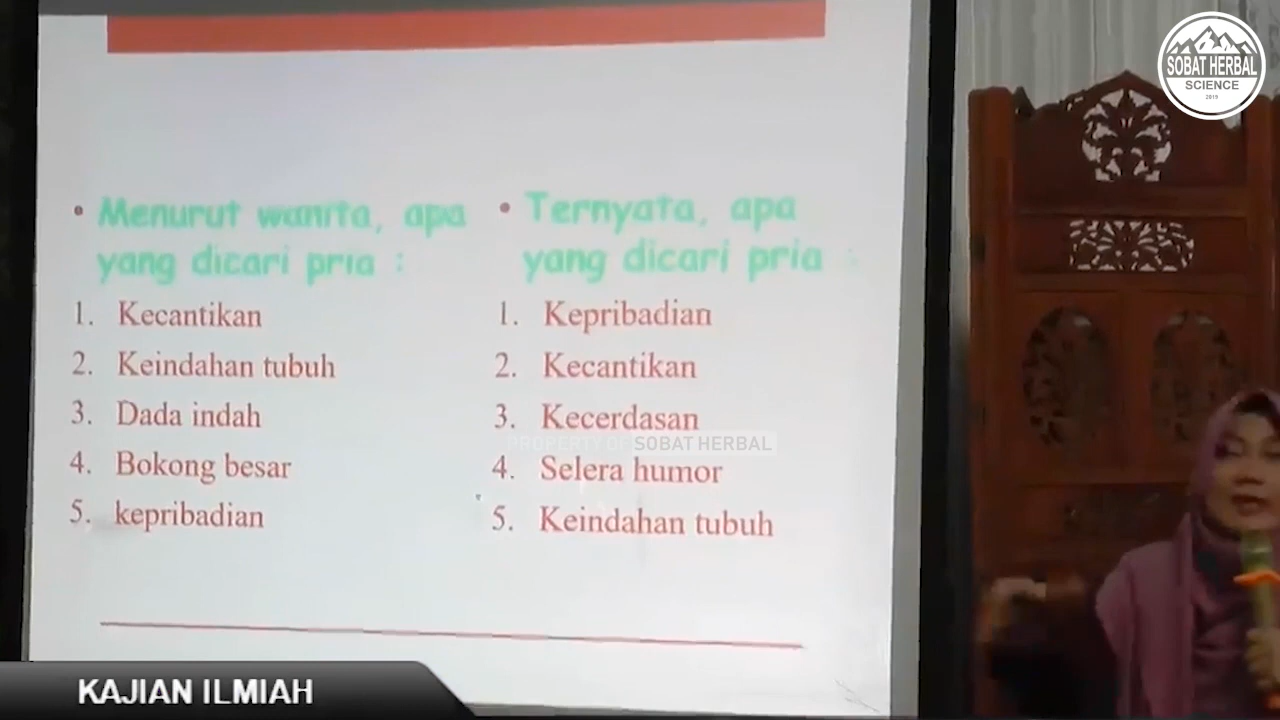 SOBAT HERBAL
SCIENCE
2019
• Menurut wanita, apa
yang dicari pria :
1. Kecantikan
2. Keindahan tubuh
3. Dada indah
4. Bokong besar
5. kepribadian
• Ternyata, apa
yang dicari pria :
1. Kepribadian
2. Kecantikan
3. Kecerdasan
4. Selera humor
5. Keindahan tubuh
PROPERTY OF SOBAT HERBAL
KAJIAN ILMIAH